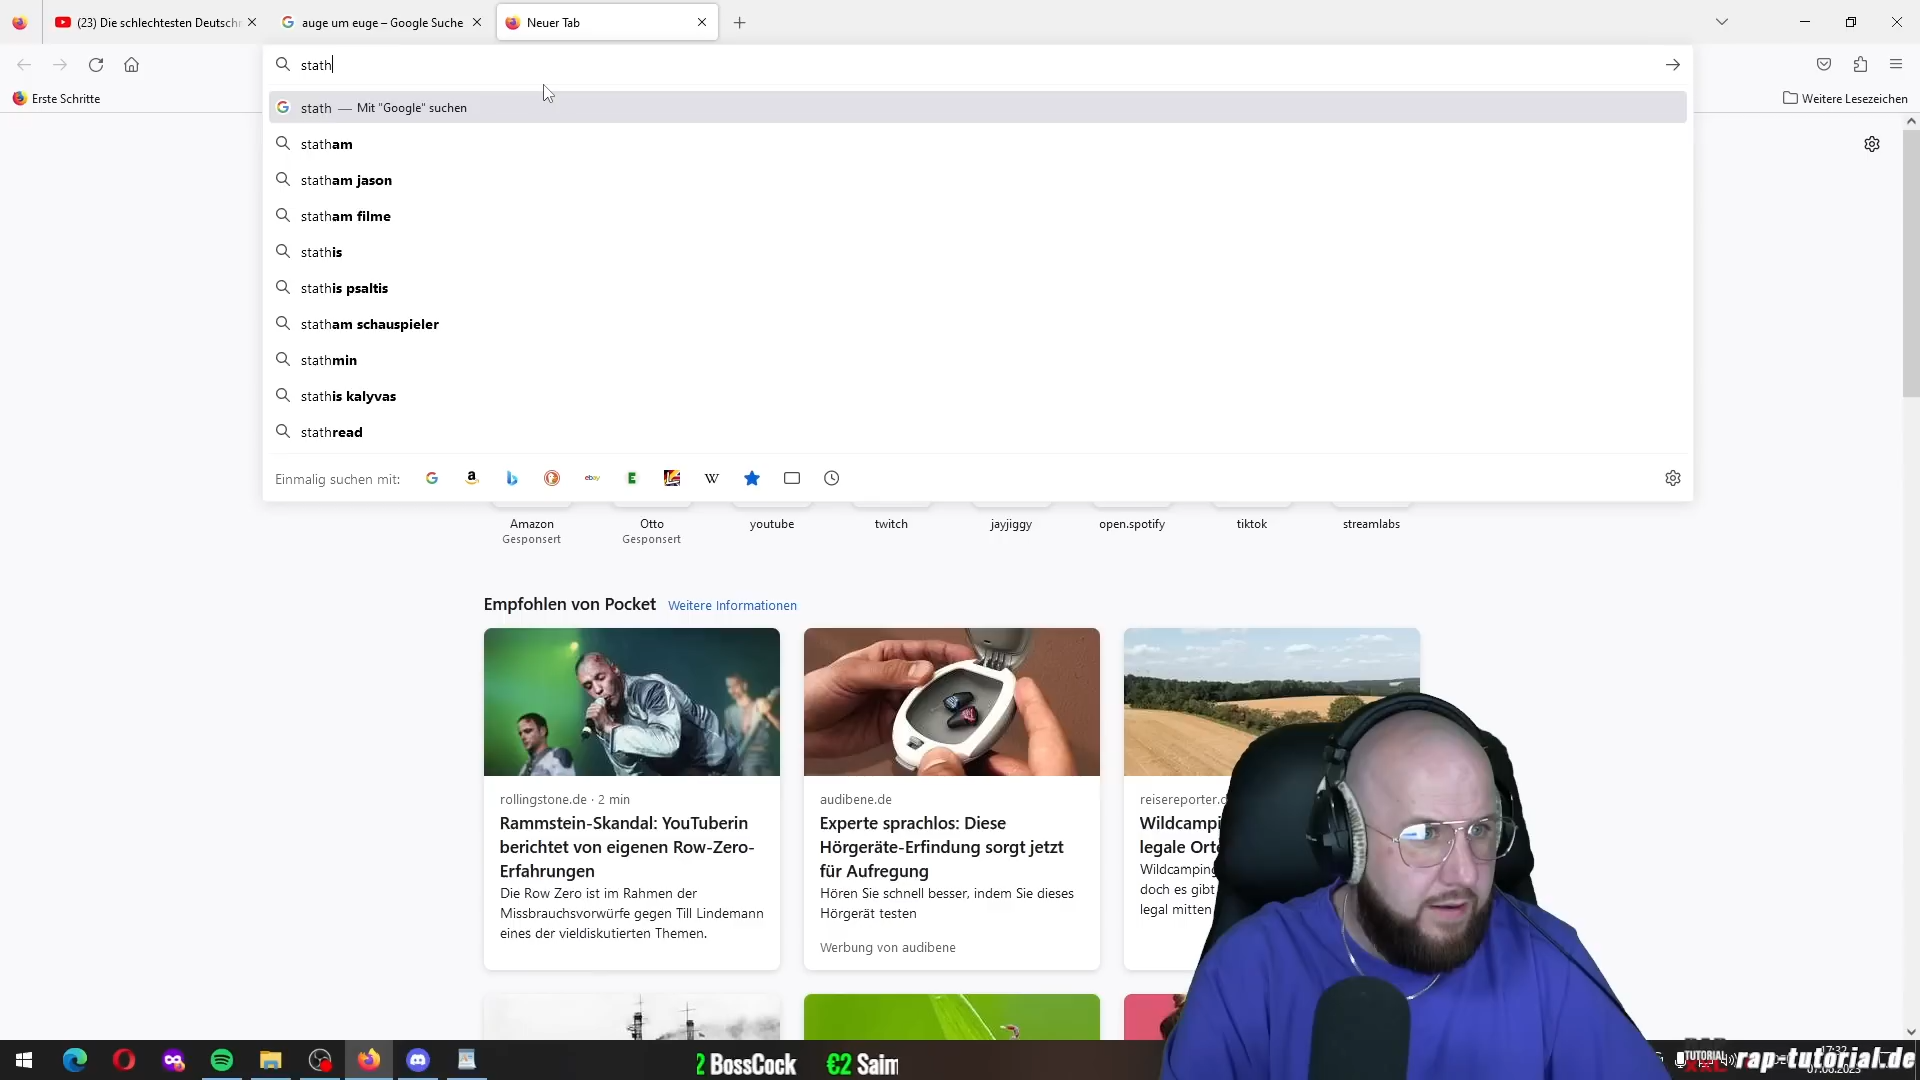 (23) Die schlechtesten Deutschr
auge um euge – Google Suche
Neuer Tab
stath
Erste Schritte
Weitere Lesezeichen
stath — Mit "Google" suchen
statham
statham jason
statham filme
stathis
stathis psaltis
statham schauspieler
stathmin
stathis kalyvas
stathread
Einmalig suchen mit:
Amazon
Gesponsert
Otto
Gesponsert
youtube
twitch
jayjiggy
open.spotify
tiktok
streamlabs
Empfohlen von Pocket Weitere Informationen
rollingstone.de · 2 min
Rammstein-Skandal: YouTuberin
berichtet von eigenen Row-Zero-
Erfahrungen
Die Row Zero ist im Rahmen der
Missbrauchsvorwürfe gegen Till Lindemann
eines der vieldiskutierten Themen.
audibene.de
Experte sprachlos: Diese
Hörgeräte-Erfindung sorgt jetzt
für Aufregung
Hören Sie schnell besser, indem Sie dieses
Hörgerät testen
Werbung von audibene
reisereporter.d
Wildcampi
legale Orte
Wildcamping
doch es gibt
legal mitten
2 BossCock €2 Saim
TUTORIAL rap-tutorial.de
17:32